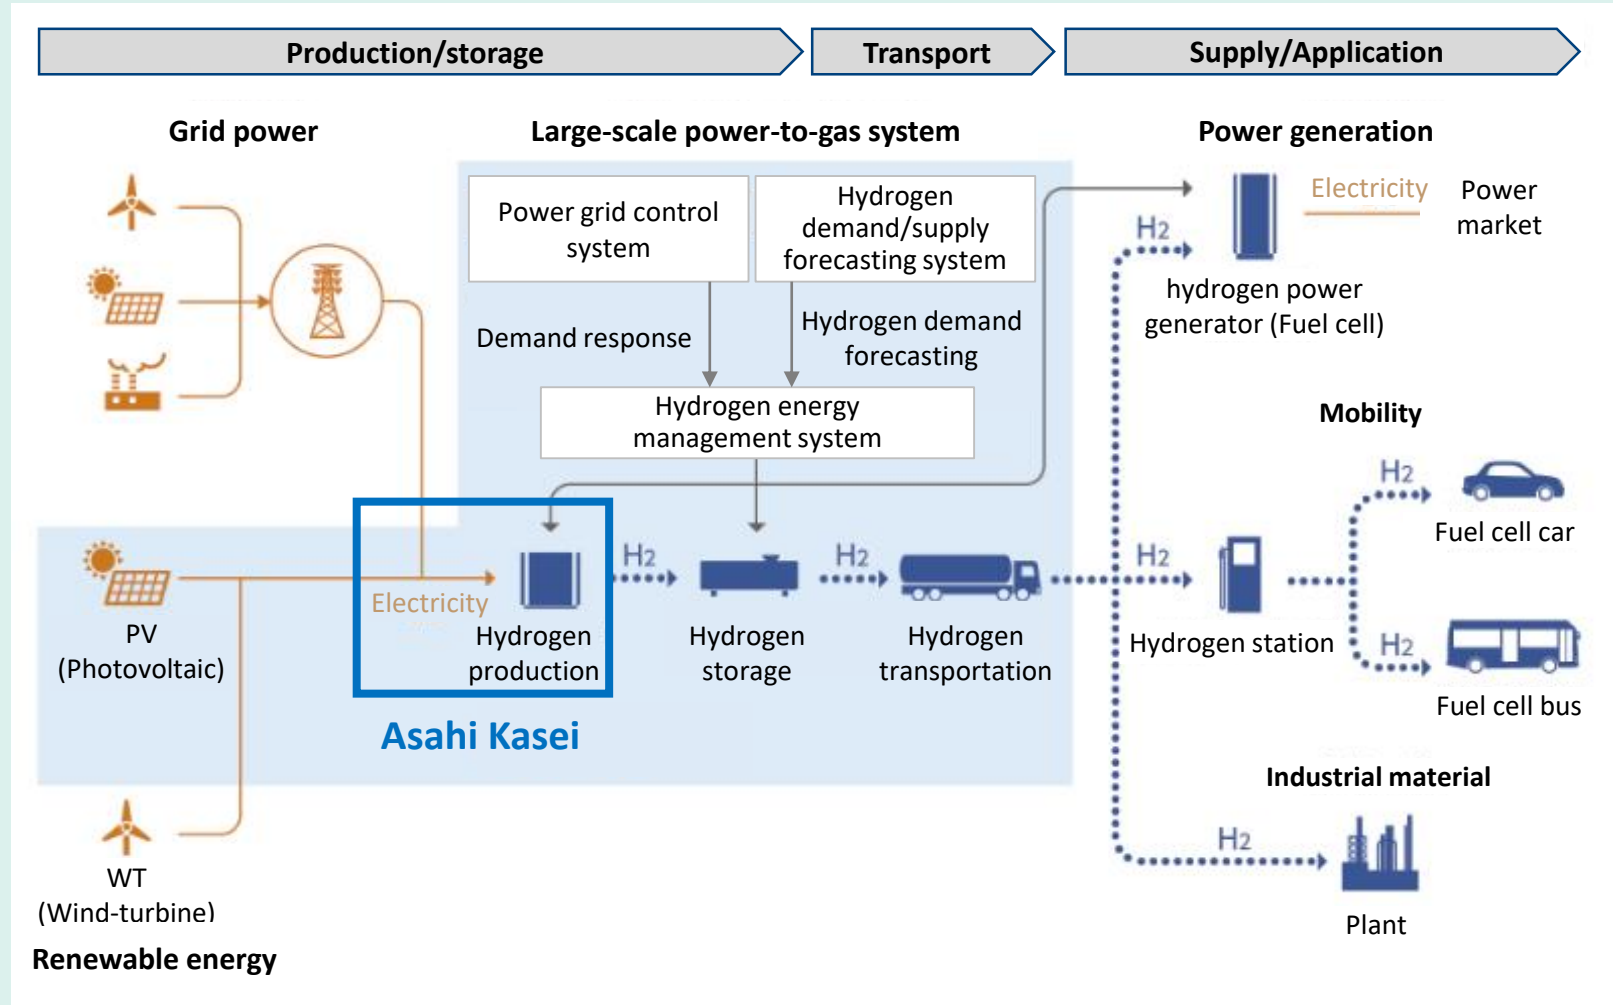 Production/storage
Transport
Supply/Application
Grid power
Large-scale power-to-gas system
Power generation
Power grid control
system
Hydrogen
demand/supply
forecasting system
Electricity
Power
market
H2
hydrogen power
generator (Fuel cell)
Demand response
Hydrogen demand
forecasting
Hydrogen energy
management system
Mobility
H2
Fuel cell car
Electricity
H2
H2
H2
PV
(Photovoltaic)
Hydrogen
production
Hydrogen
storage
Hydrogen
transportation
Hydrogen station
H2
Fuel cell bus
Asahi Kasei
Industrial material
H2
Plant
WT
(Wind-turbine)
Renewable energy